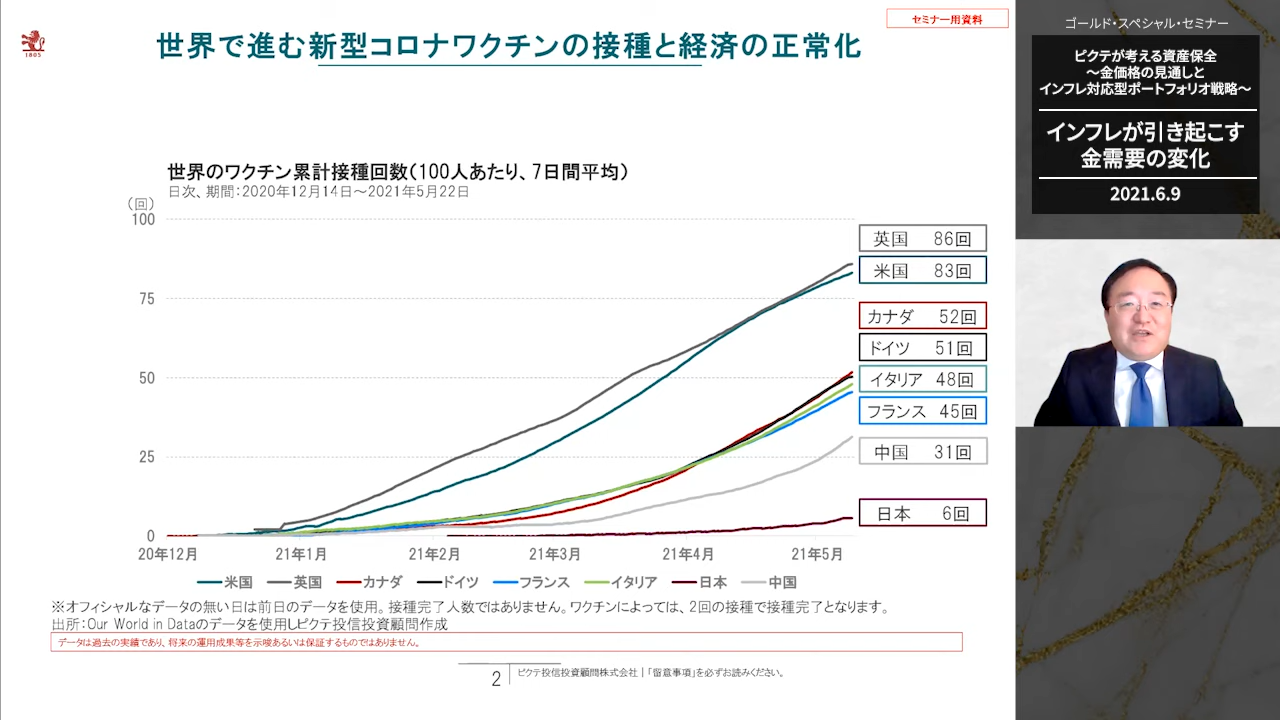 1805
世界で進む新型コロナワクチンの接種と経済の正常化
セミナー用資料
世界のワクチン累計接種回数(100人あたり、7日間平均)
日次、期間:2020年12月14日～2021年5月22日
(回)
100
75
50
25
0
20年12月 21年1月 21年2月 21年3月 21年4月 21年5月
英国 86回
米国 83回
カナダ 52回
ドイツ 51回
イタリア 48回
フランス 45回
中国 31回
日本 6回
米国 英国 カナダ ドイツ フランス イタリア 日本 中国
※オフィシャルなデータの無い日は前日のデータを使用。接種完了人数ではありません。ワクチンによっては、2回の接種で接種完了となります。
出所:Our World in Dataのデータを使用しピクテ投信投資顧問作成
データは過去の実績であり、将来の運用成果等を示唆あるいは保証するものではありません。
2 ピクテ投信投資顧問株式会社|「留意事項」を必ずお読みください。
ゴールド・スペシャル・セミナー
ピクテが考える資産保全
～金価格の見通しと
インフレ対応型ポートフォリオ戦略～
インフレが引き起こす
金需要の変化
2021.6.9